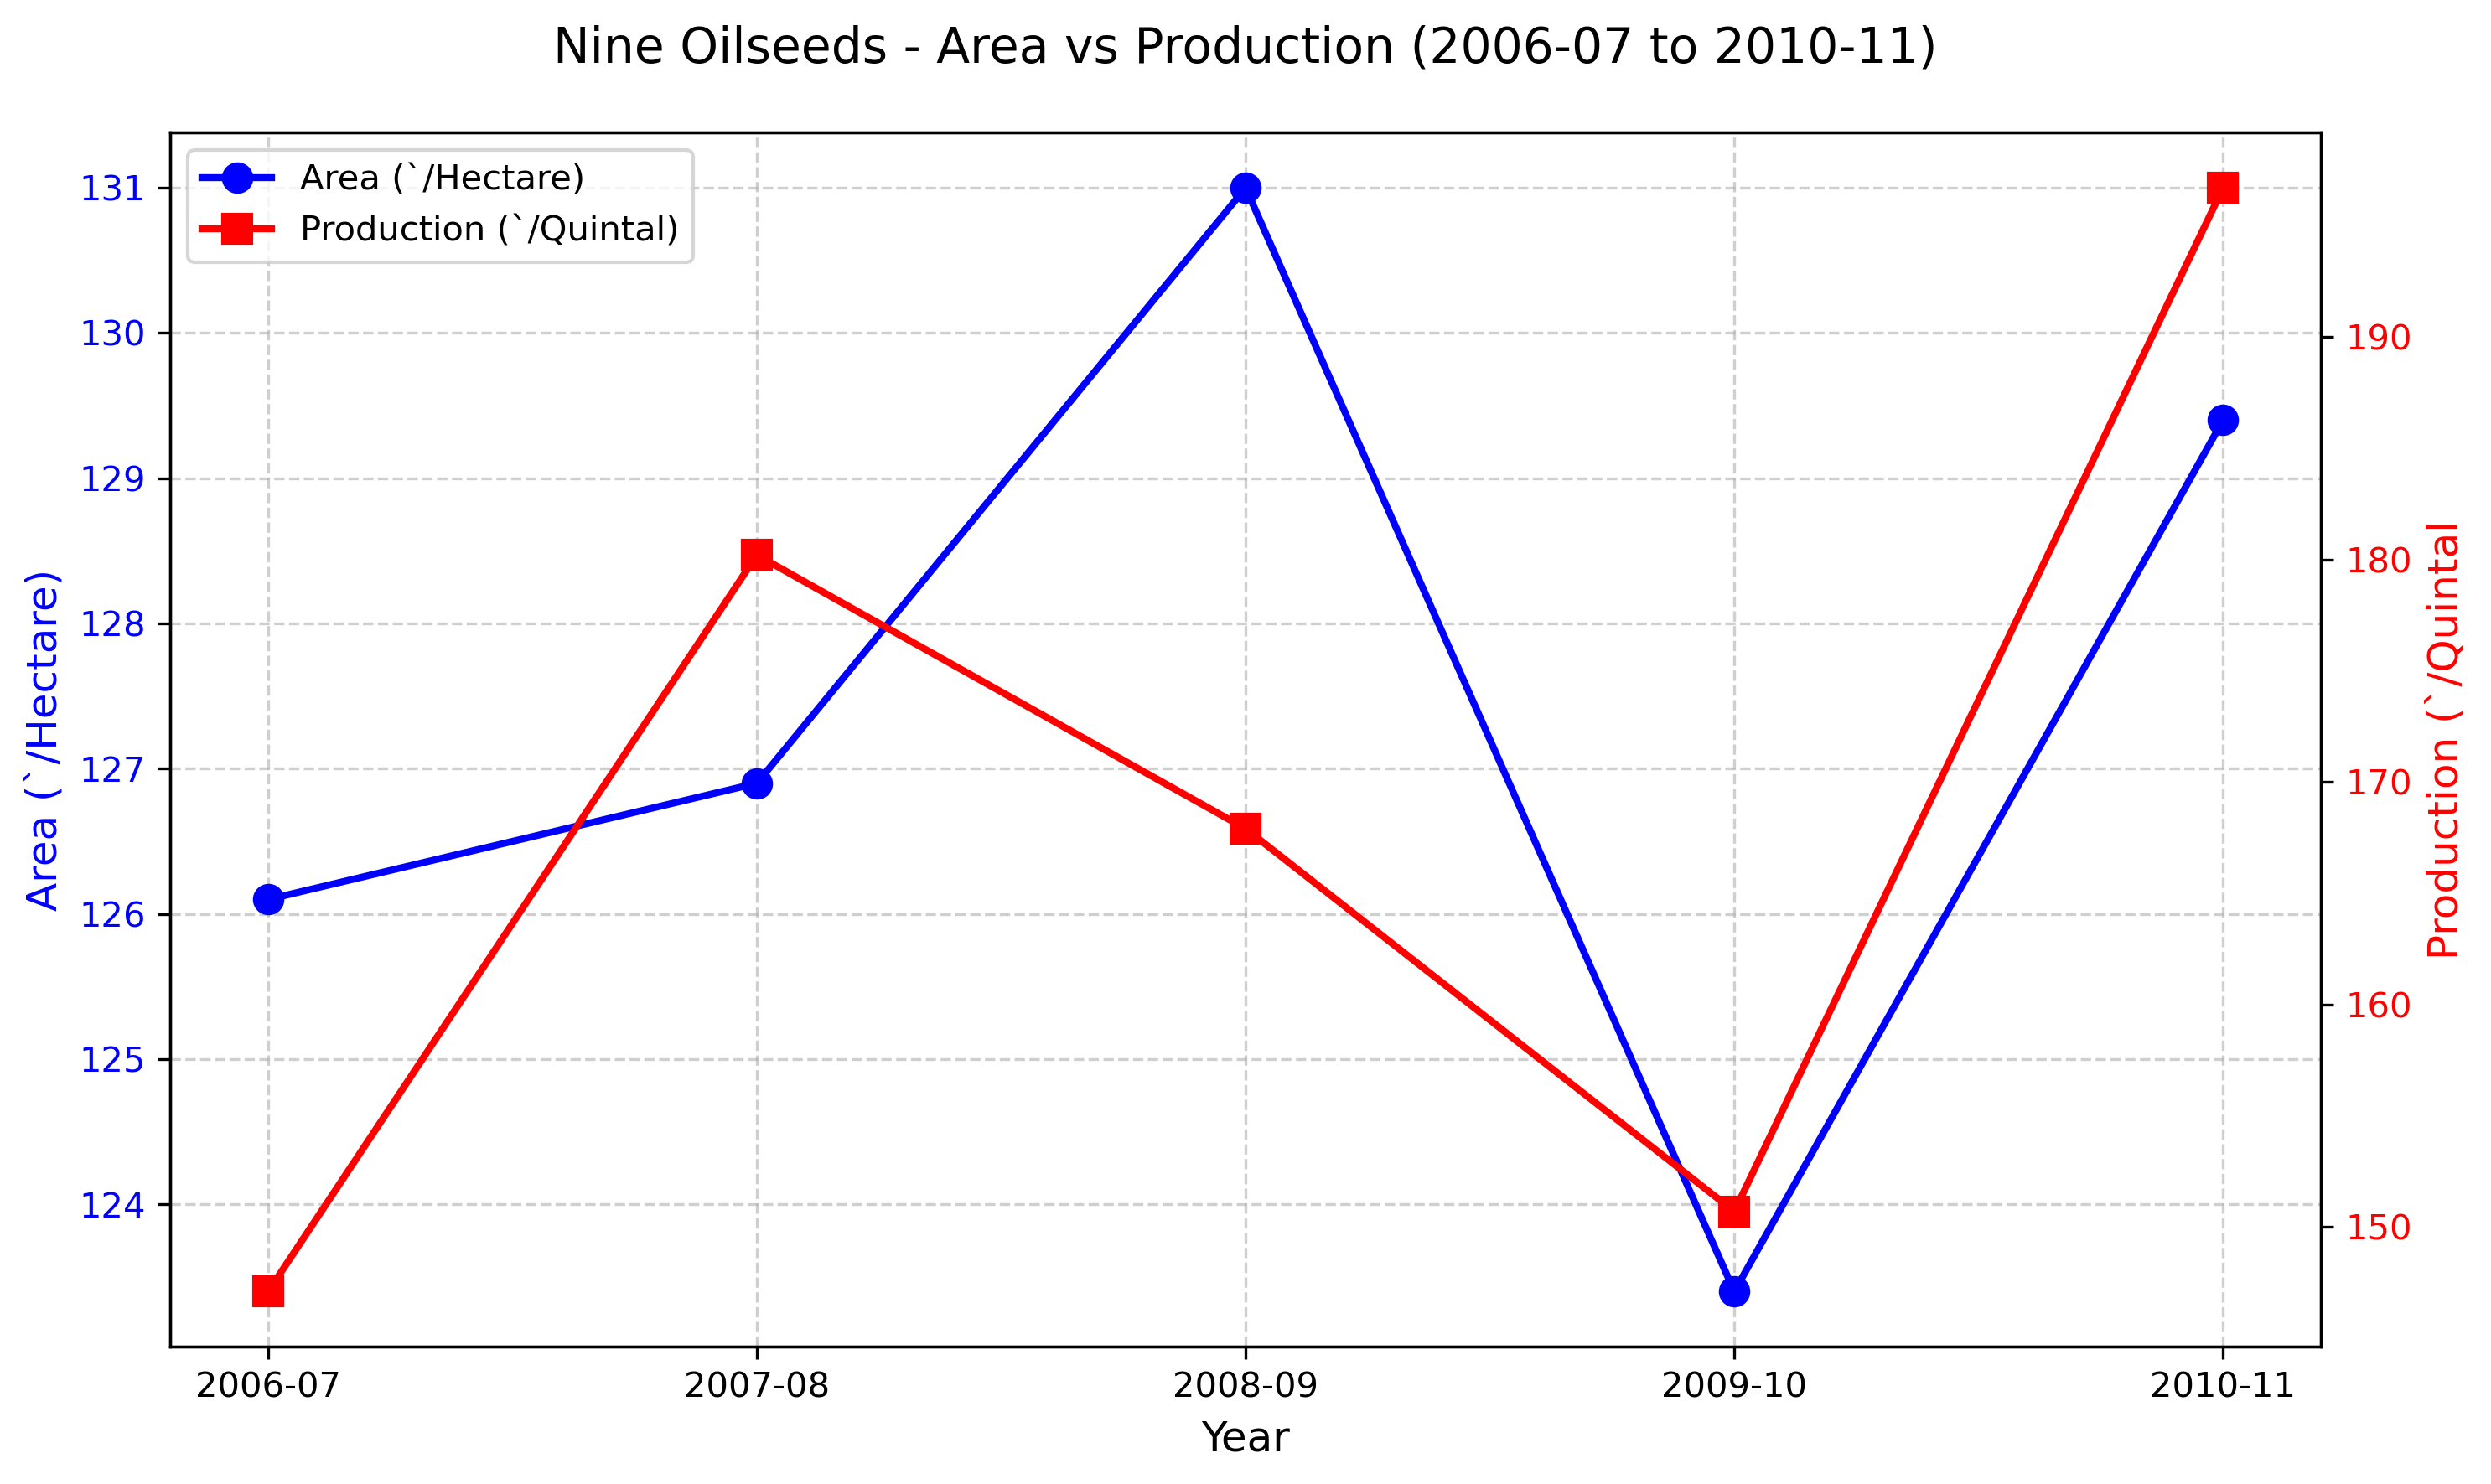 Nine Oilseeds - Area vs Production (2006-07 to 2010-11)
Area (`/Hectare)
Production (`/Quintal)
131
130
129
128
127
126
125
124
Area (`/Hectare)
190
180
170
160
150
Production (`/Quintal
2006-07 2007-08 2008-09 2009-10 2010-11
Year